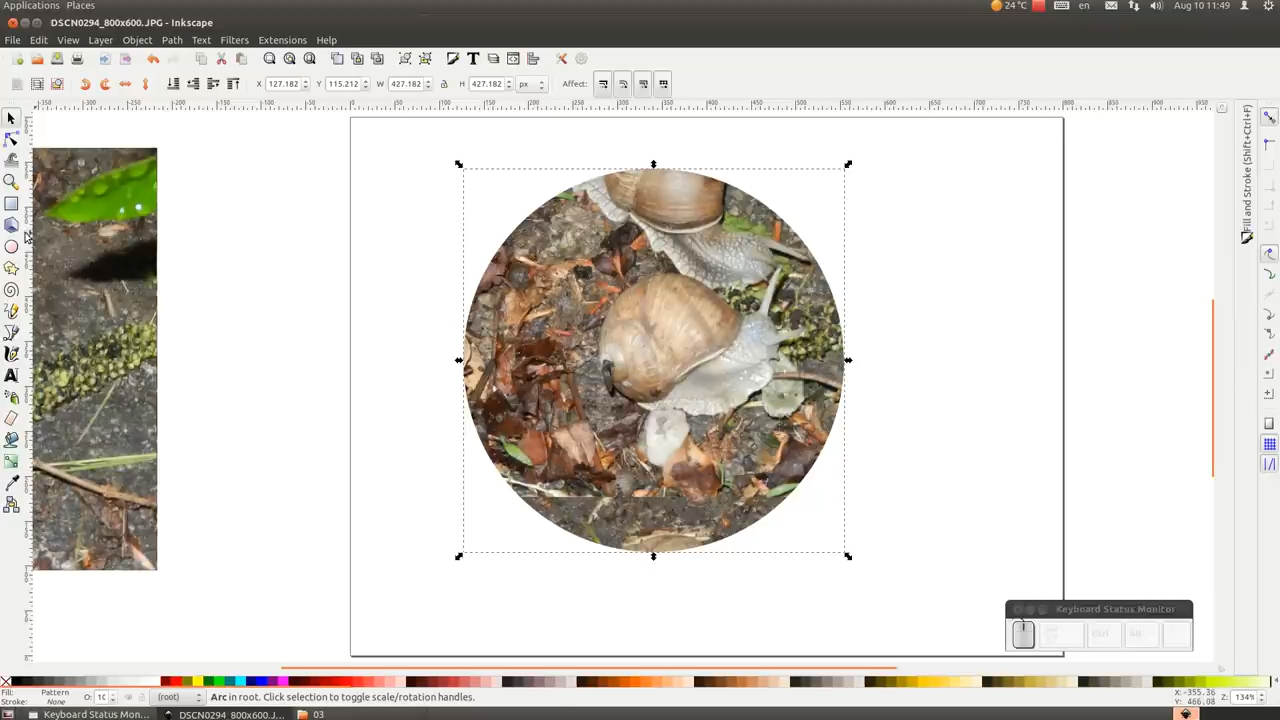 Applications Places
24 °C en Aug 10 11:49
DSCN0294_800x600.JPG - Inkscape
File Edit View Layer Object Path Text Filters Extensions Help
X 127.182 Y 115.212 W 427.182 H 427.182 px Affect:
Fill and Stroke (Shift+Ctrl+F)
Keyboard Status Monitor
Ctrl Alt
Fill: Pattern
Stroke: None
O: 10 (root) Arc in root. Click selection to toggle scale/rotation handles.
X: -355.36
Y: 466.08
Z: 134%
Keyboard Status Mon... DSCN0294_800x600.J... 03